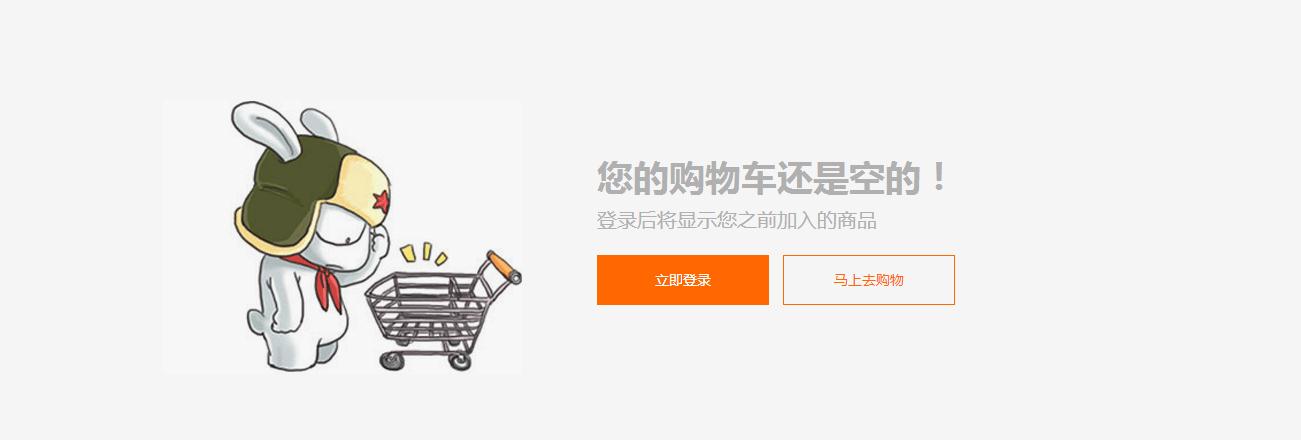 您的购物车还是空的！
登录后将显示您之前加入的商品
立即登录
马上去购物